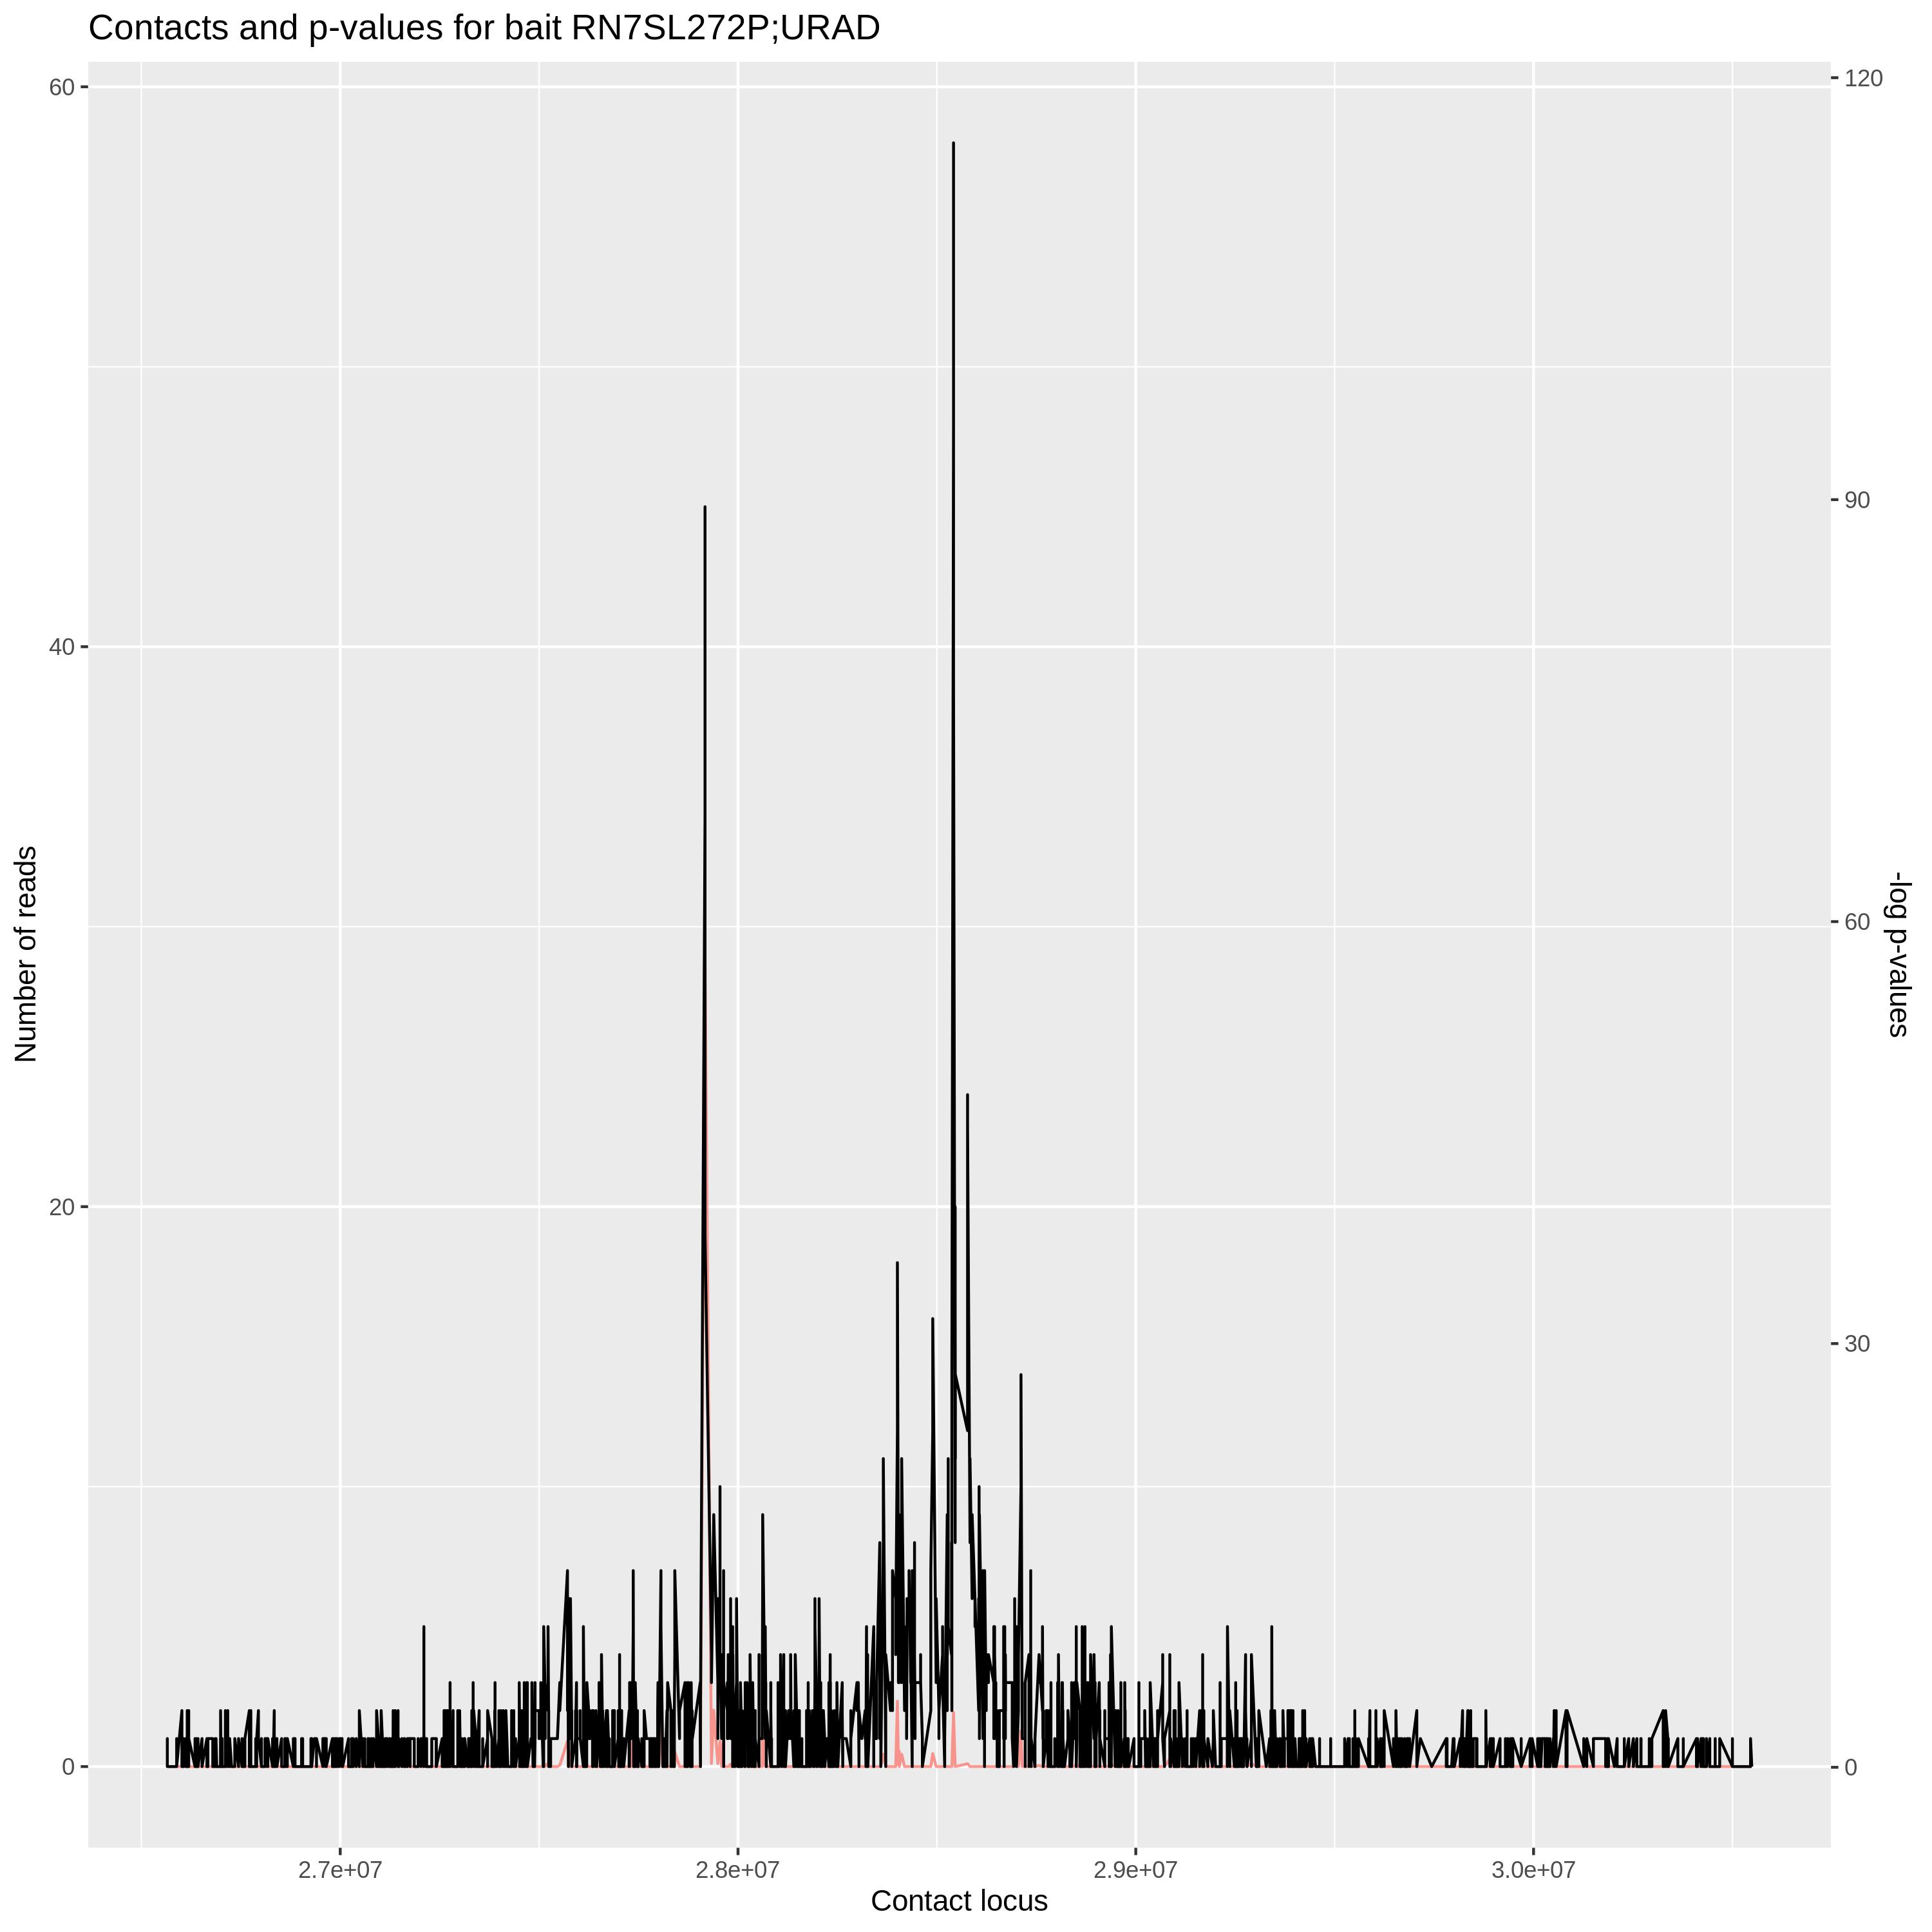 Contacts and p-values for bait RN7SL272P;URAD
60
40
20
0
120
90
60
30
0
Number of reads
-log p-values
2.7e+07
2.8e+07
2.9e+07
3.0e+07
Contact locus